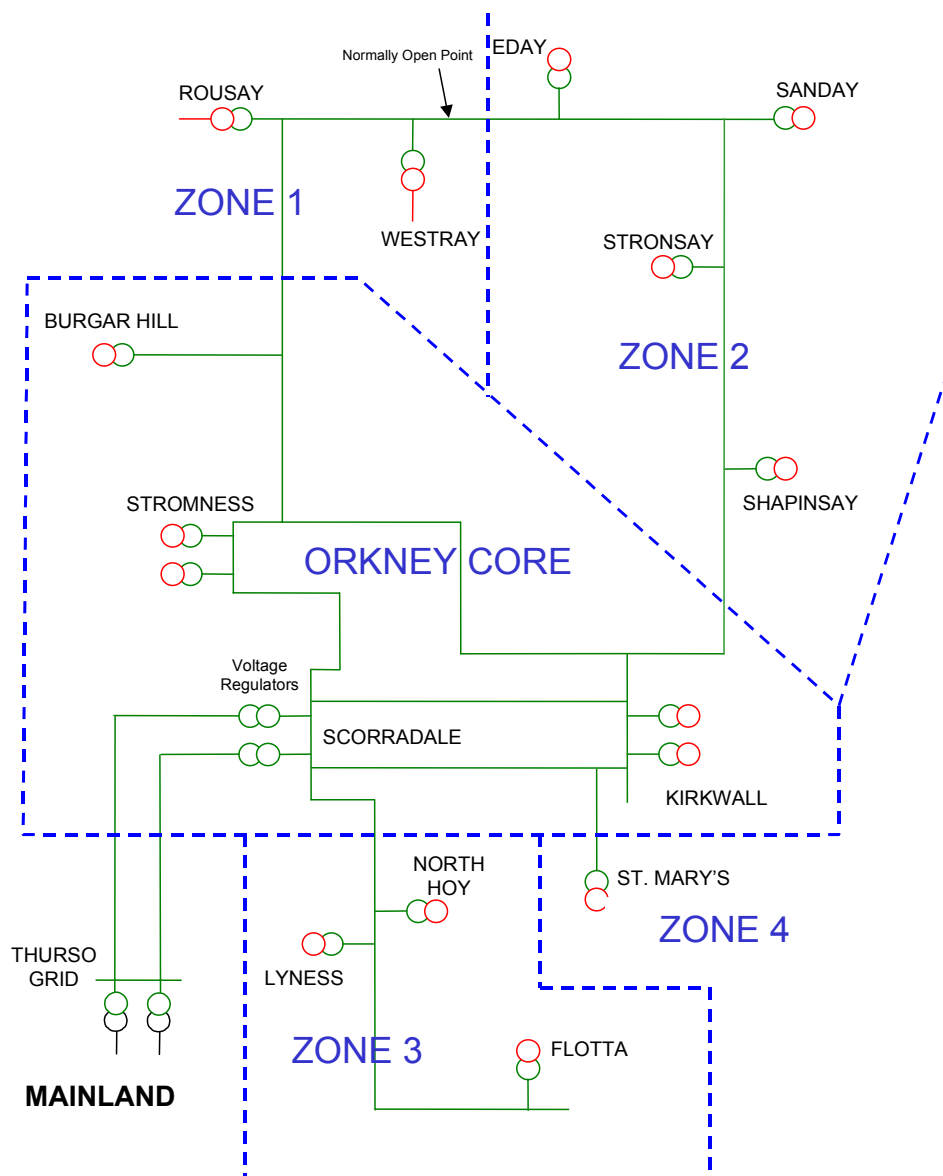 EDAY
Normally Open Point
ROUSAY
SANDAY
ZONE 1
WESTRAY
STRONSAY
BURGAR HILL
ZONE 2
STROMNESS
SHAPINSAY
ORKNEY CORE
Voltage
Regulators
SCORRADALE
KIRKWALL
NORTH
HOY
ST. MARY'S
ZONE 4
THURSO
GRID
LYNESS
ZONE 3
FLOTTA
MAINLAND